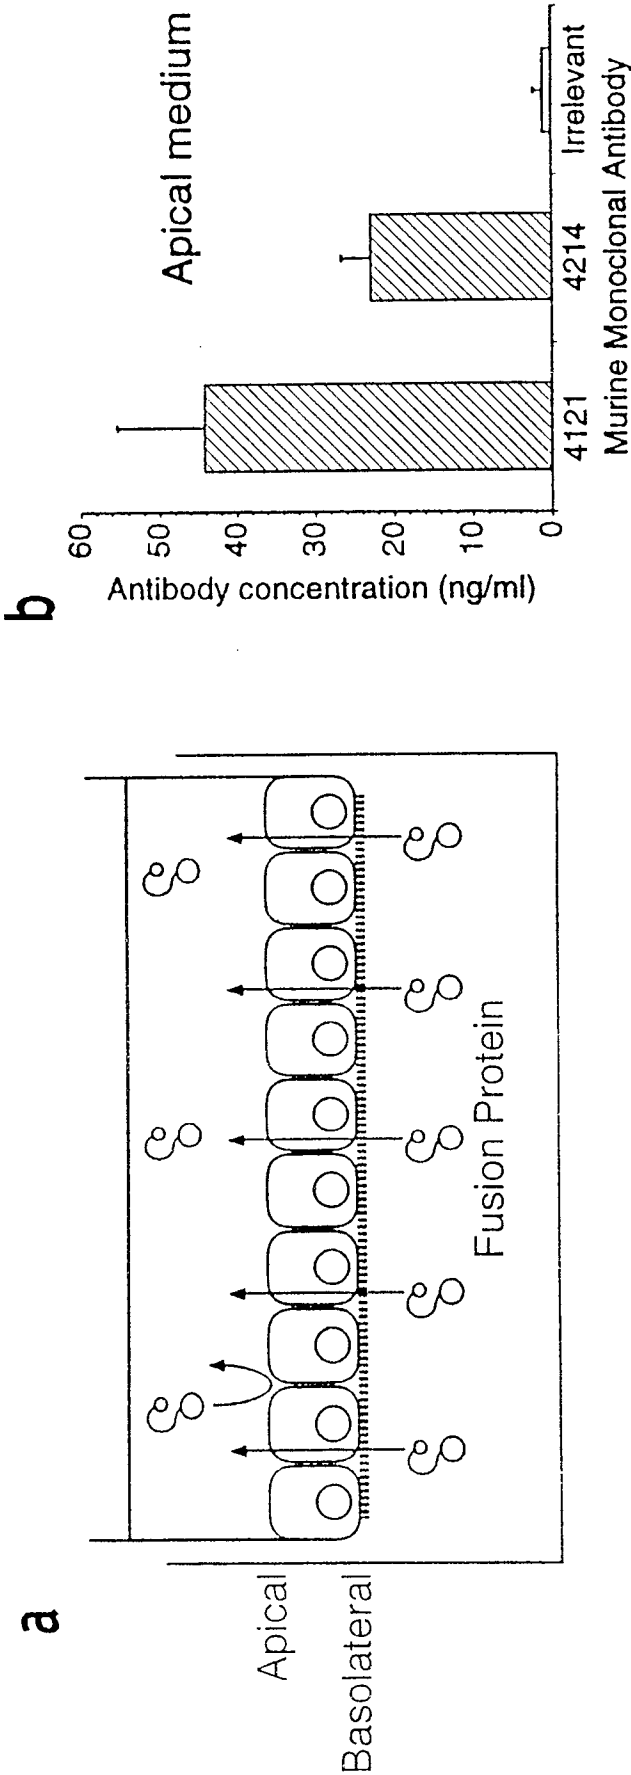 a
Apical
Basolateral
Fusion Protein
b
Apical medium
Antibody concentration (ng/ml)
60
50
40
30
20
10
0
4121 4214 Irrelevant
Murine Monoclonal Antibody